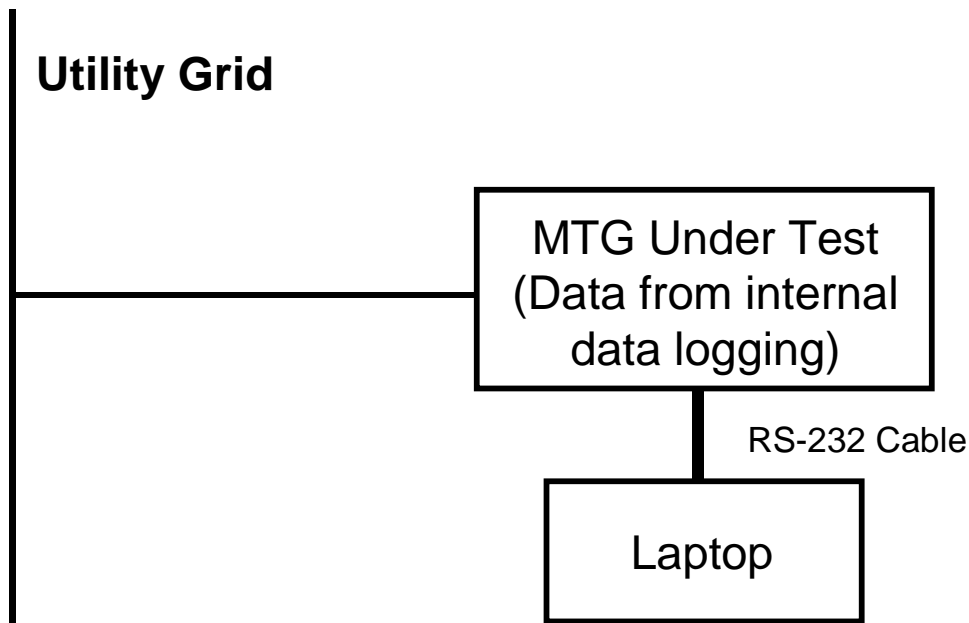 Utility Grid
MTG Under Test
(Data from internal
data logging)
RS-232 Cable
Laptop